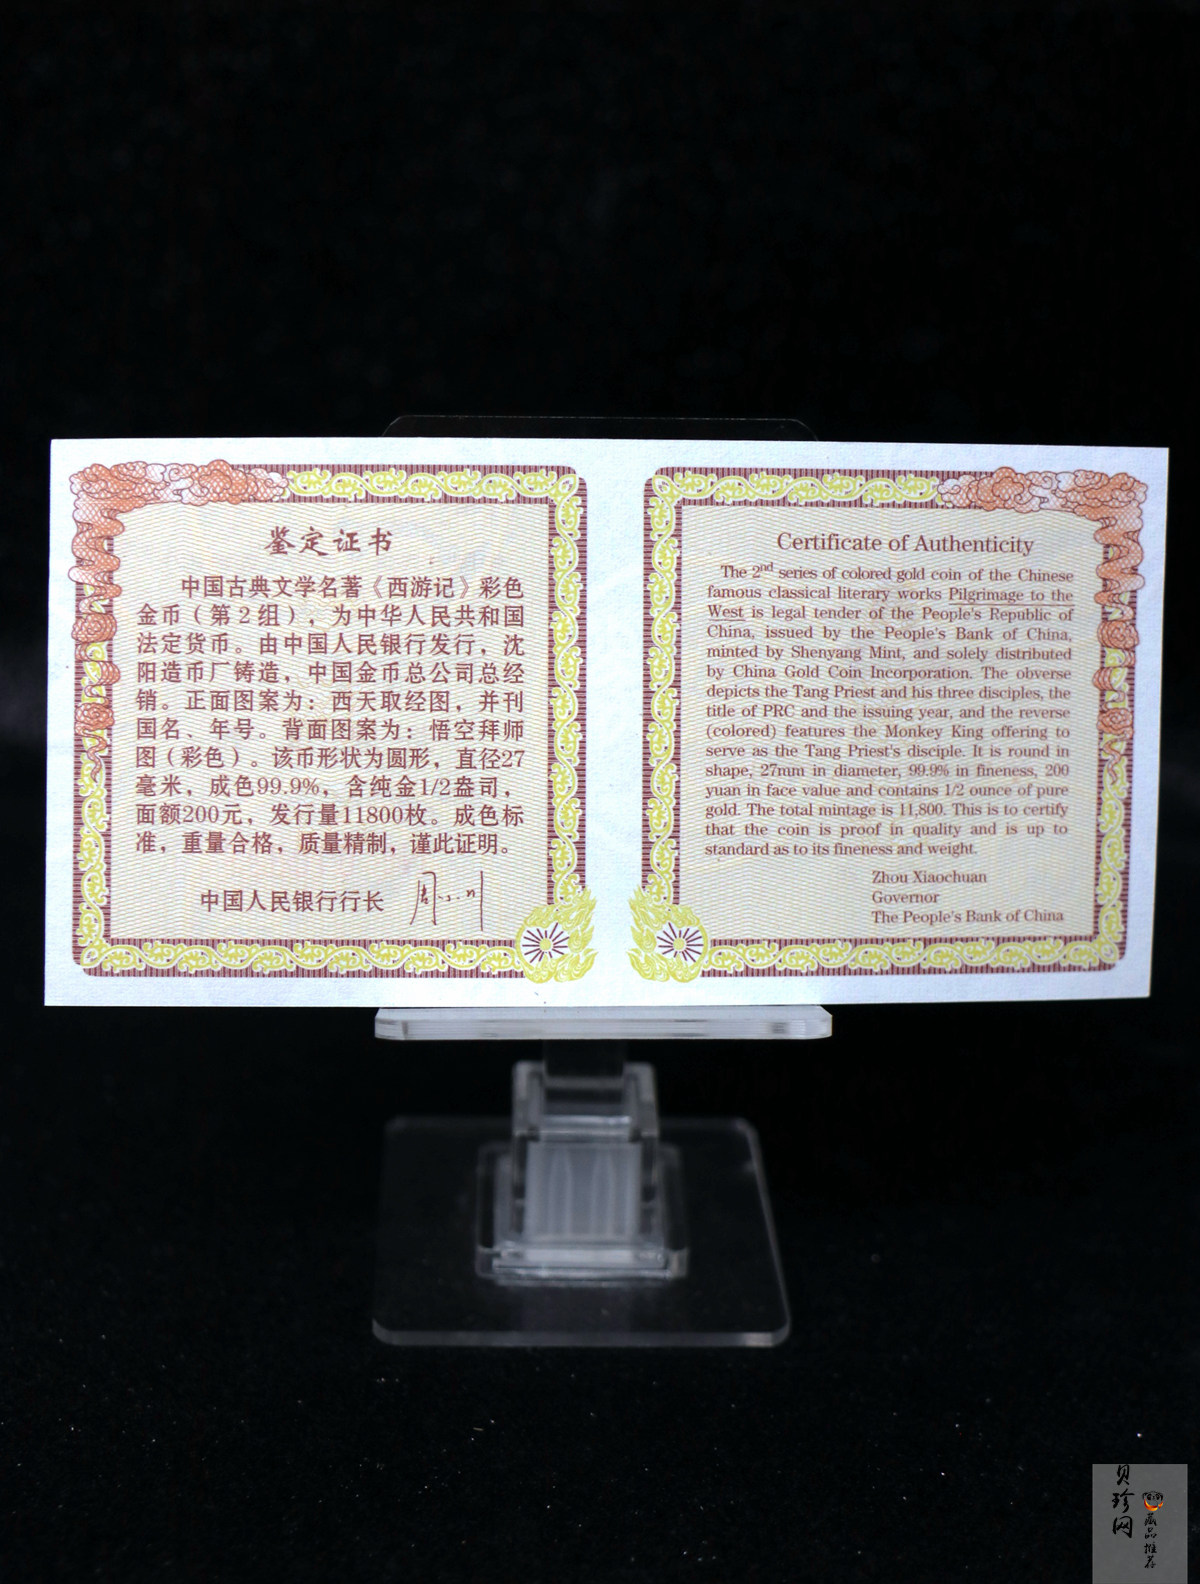 鉴定证书
中国古典文学名著《西游记》彩色
金币（第2组），为中华人民共和国
法定货币。由中国人民银行发行，沈
阳造币厂铸造，中国金币总公司总经
销。正面图案为：西天取经图，并刊
国名、年号。背面图案为：悟空拜师
图（彩色）。该币形状为圆形，直径27
毫米，成色99.9%，含纯金1/2盎司，
面额200元，发行量11800枚。成色标
准，重量合格，质量精制，谨此证明。
中国人民银行行长 周小川
Certificate of Authenticity
The 2nd series of colored gold coin of the Chinese
famous classical literary works Pilgrimage to the
West is legal tender of the People's Republic of
China, issued by the People's Bank of China,
minted by Shenyang Mint, and solely distributed
by China Gold Coin Incorporation. The obverse
depicts the Tang Priest and his three disciples, the
title of PRC and the issuing year, and the reverse
(colored) features the Monkey King offering to
serve as the Tang Priest's disciple. It is round in
shape, 27mm in diameter, 99.9% in fineness, 200
yuan in face value and contains 1/2 ounce of pure
gold. The total mintage is 11,800. This is to certify
that the coin is proof in quality and is up to
standard as to its fineness and weight.
Zhou Xiaochuan
Governor
The People's Bank of China
贝珍网
藏品推荐